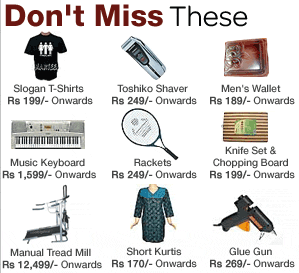 Don't Miss These
Slogan T-Shirts
Rs 199/- Onwards
Toshiko Shaver
Rs 249/- Onwards
Men's Wallet
Rs 189/- Onwards
Music Keyboard
Rs 1,599/- Onwards
Rackets
Rs 249/- Onwards
Knife Set &
Chopping Board
Rs 199/- Onwards
Manual Tread Mill
Rs 12,499/- Onwards
Short Kurtis
Rs 170/- Onwards
Glue Gun
Rs 269/- Onwards